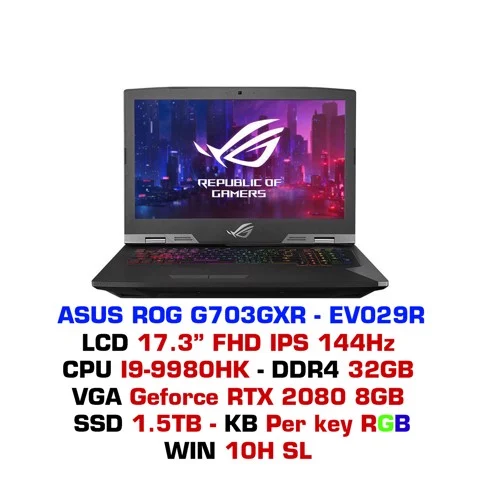 REPUBLIC OF
GAMERS
ASUS ROG G703GXR - EV029R
LCD 17.3” FHD IPS 144Hz
CPU I9-9980HK - DDR4 32GB
VGA Geforce RTX 2080 8GB
SSD 1.5TB - KB Per key RGB
WIN 10H SL